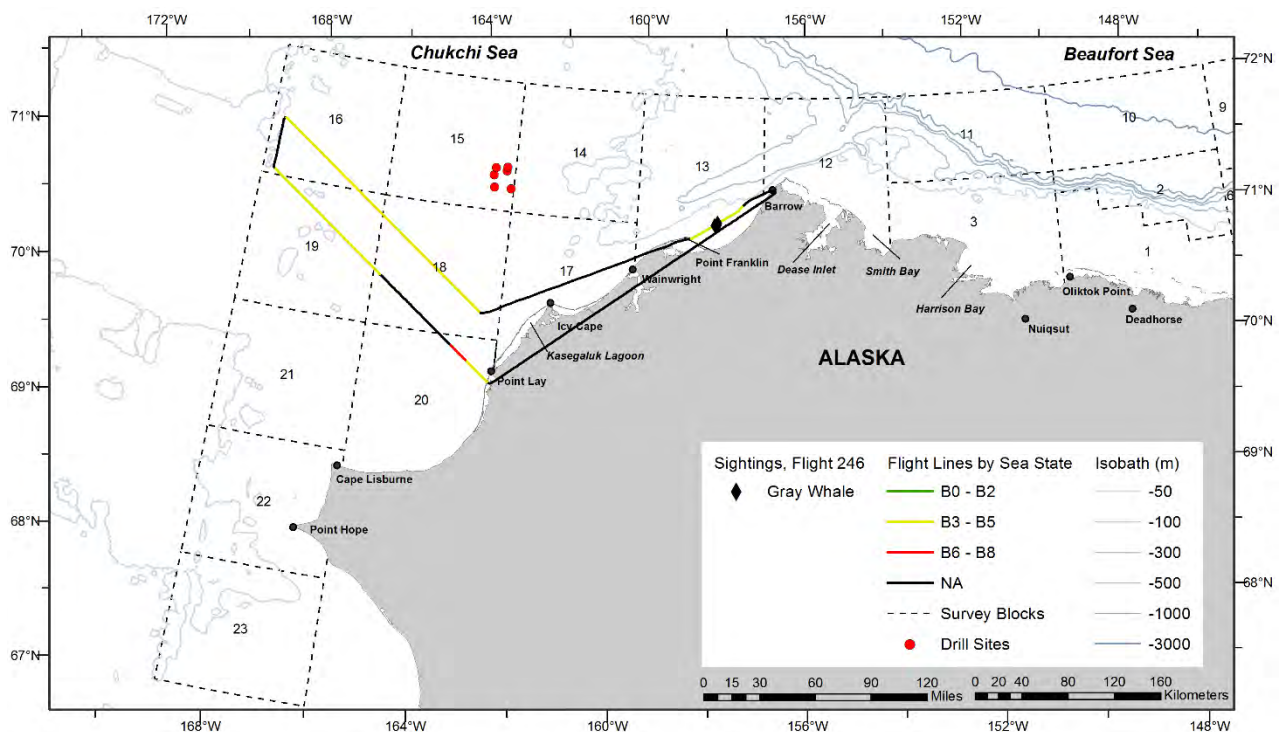 172°W 168°W 164°W 160°W 156°W 152°W 148°W
Chukchi Sea
Beaufort Sea
72°N
71°N
71°N
70°N
70°N
69°N
69°N
68°N
68°N
67°N
16
15
14
13
12
11
10
9
2
6
3
1
19
18
17
21
20
22
23
Barrow
Point Franklin
Wainwright
Icy Cape
Kasegaluk Lagoon
Point Lay
Cape Lisburne
Point Hope
Dease Inlet
Smith Bay
Harrison Bay
Oliktok Point
Nuiqsut
Deadhorse
ALASKA
Sightings, Flight 246
Gray Whale
Flight Lines by Sea State
B0 - B2
B3 - B5
B6 - B8
NA
Survey Blocks
Drill Sites
Isobath (m)
-50
-100
-300
-500
-1000
-3000
0 15 30 60 90 120
Miles
0 20 40 80 120 160
Kilometers
168°W 164°W 160°W 156°W 152°W 148°W